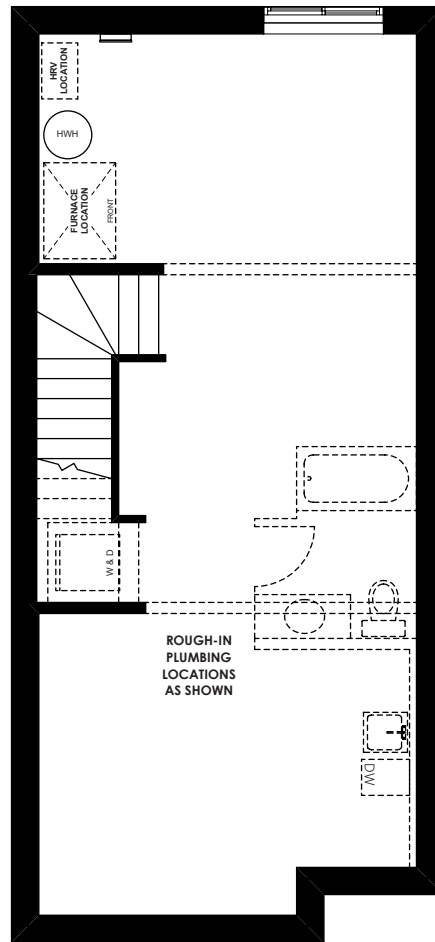 HRV
LOCATION
HWH
FURNACE
LOCATION
FRONT
W & D
ROUGH-IN
PLUMBING
LOCATIONS
AS SHOWN
DW